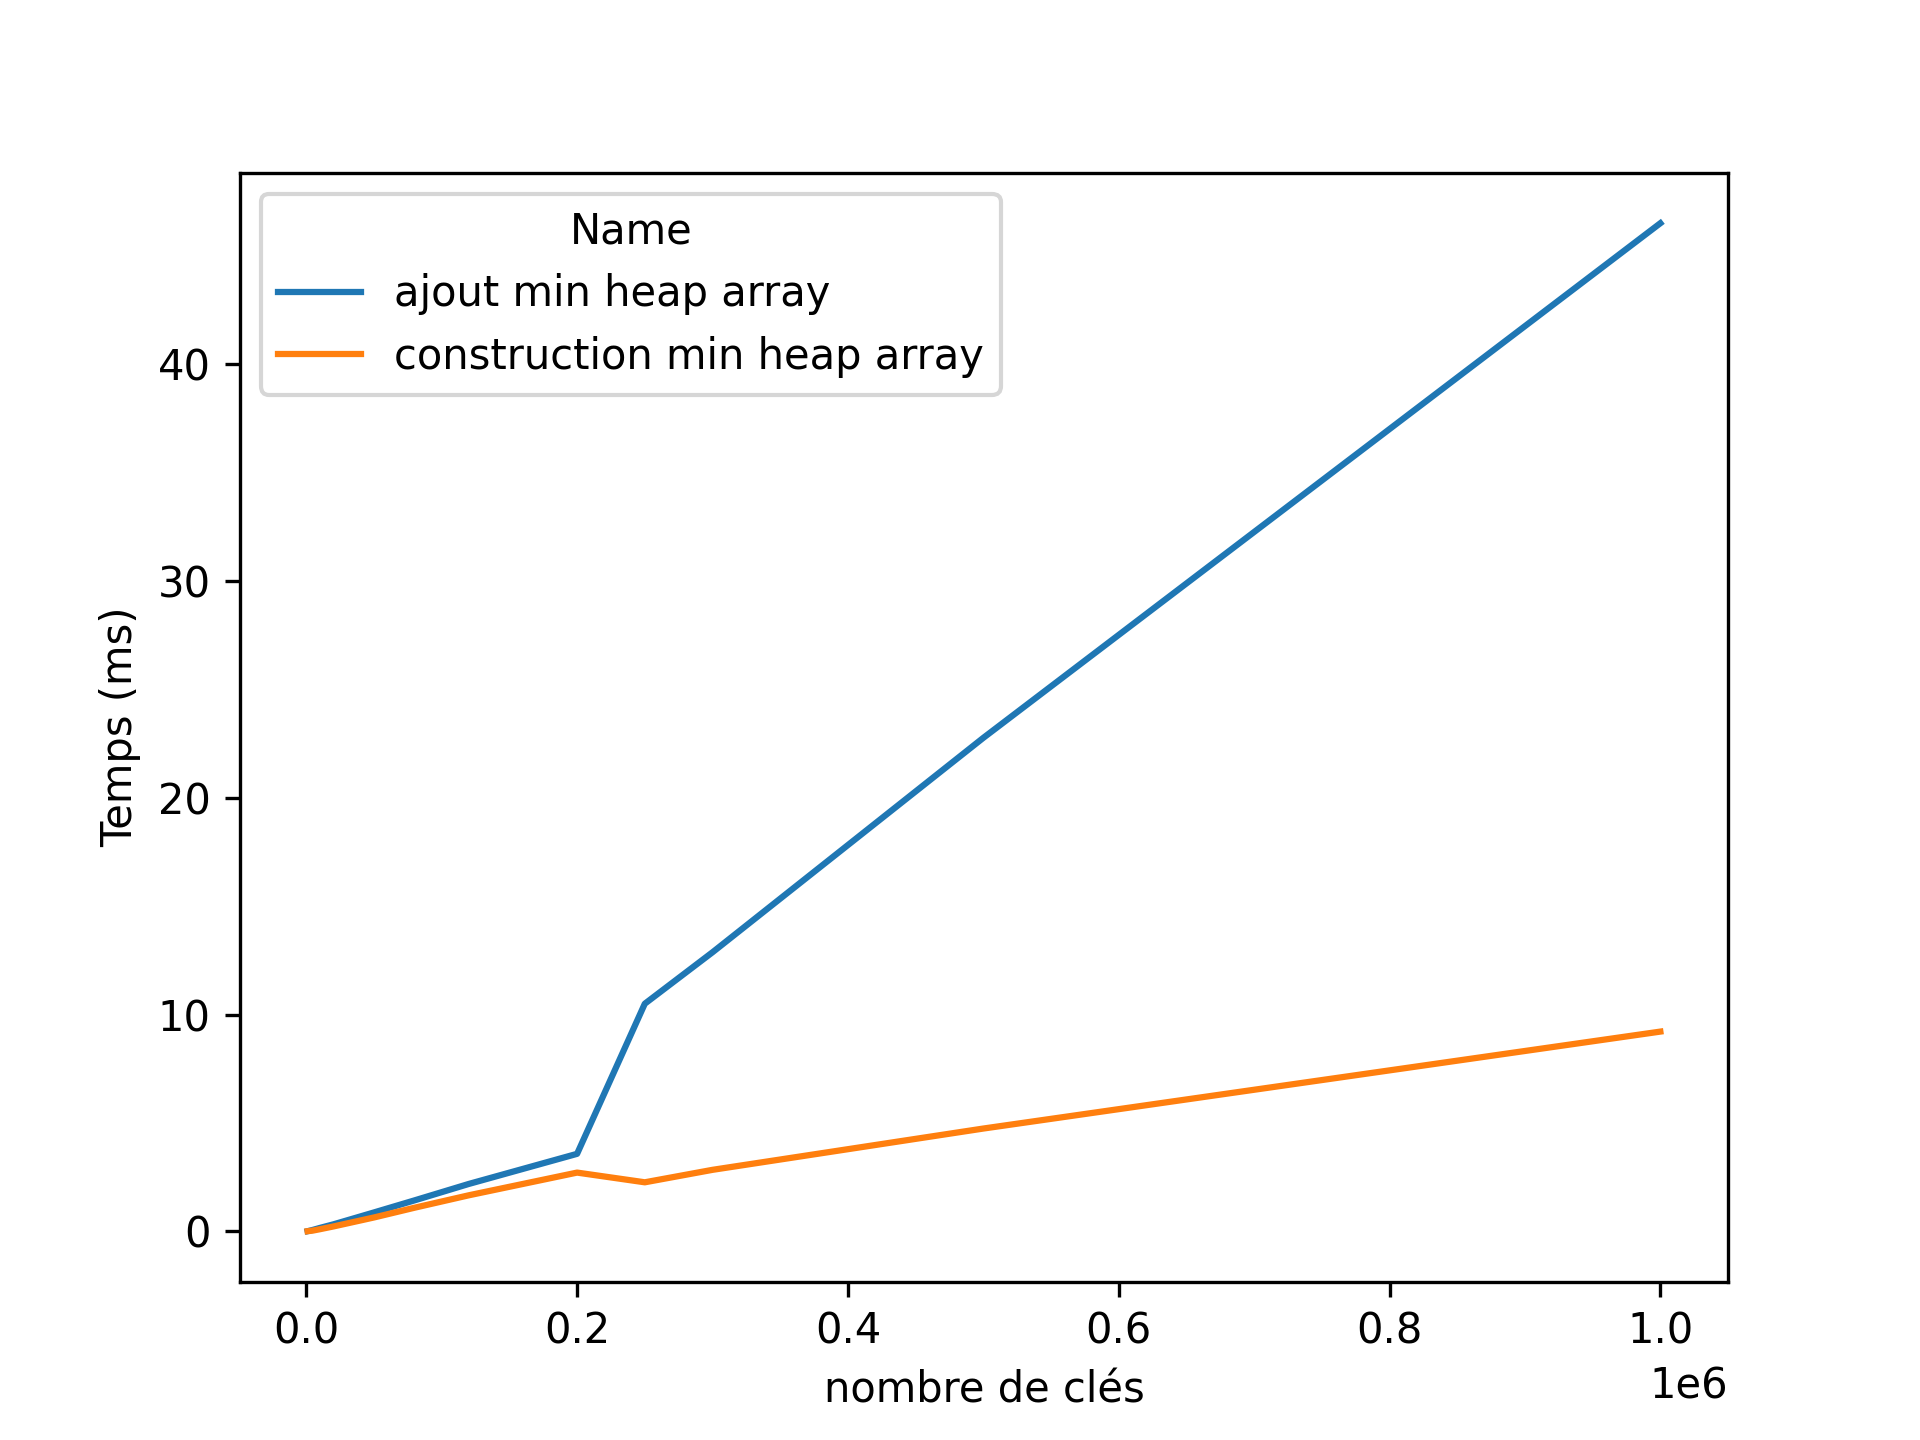 Name
ajout min heap array
construction min heap array
40
30
20
10
0
Temps (ms)
0.0 0.2 0.4 0.6 0.8 1.0
1e6
nombre de clés